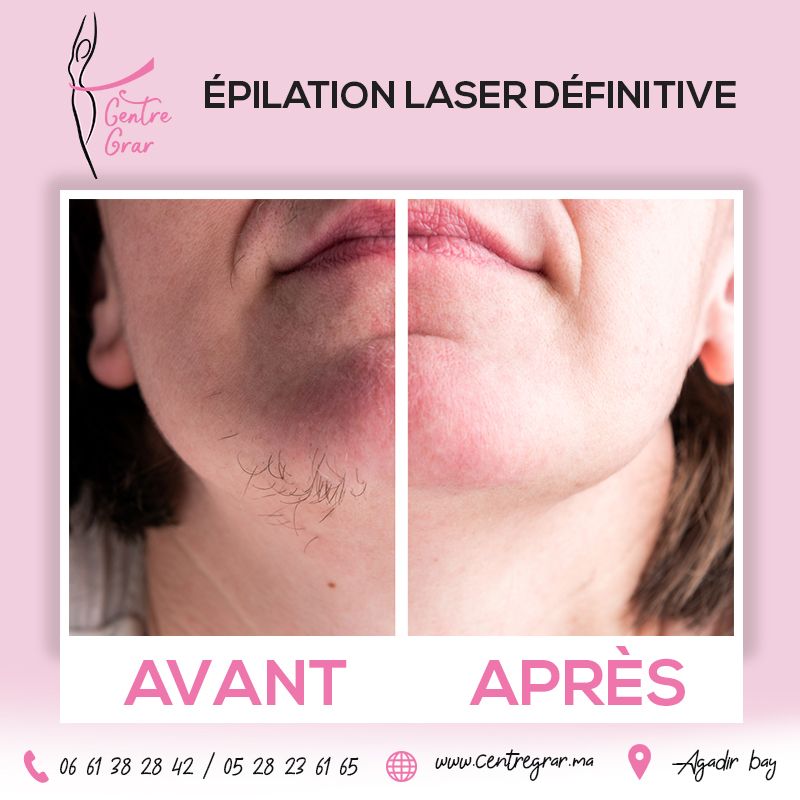 Centre
Grar
ÉPILATION LASER DÉFINITIVE
AVANT
APRÈS
06 61 38 28 42 / 05 28 23 61 65
www.centregrar.ma
Agadir bay